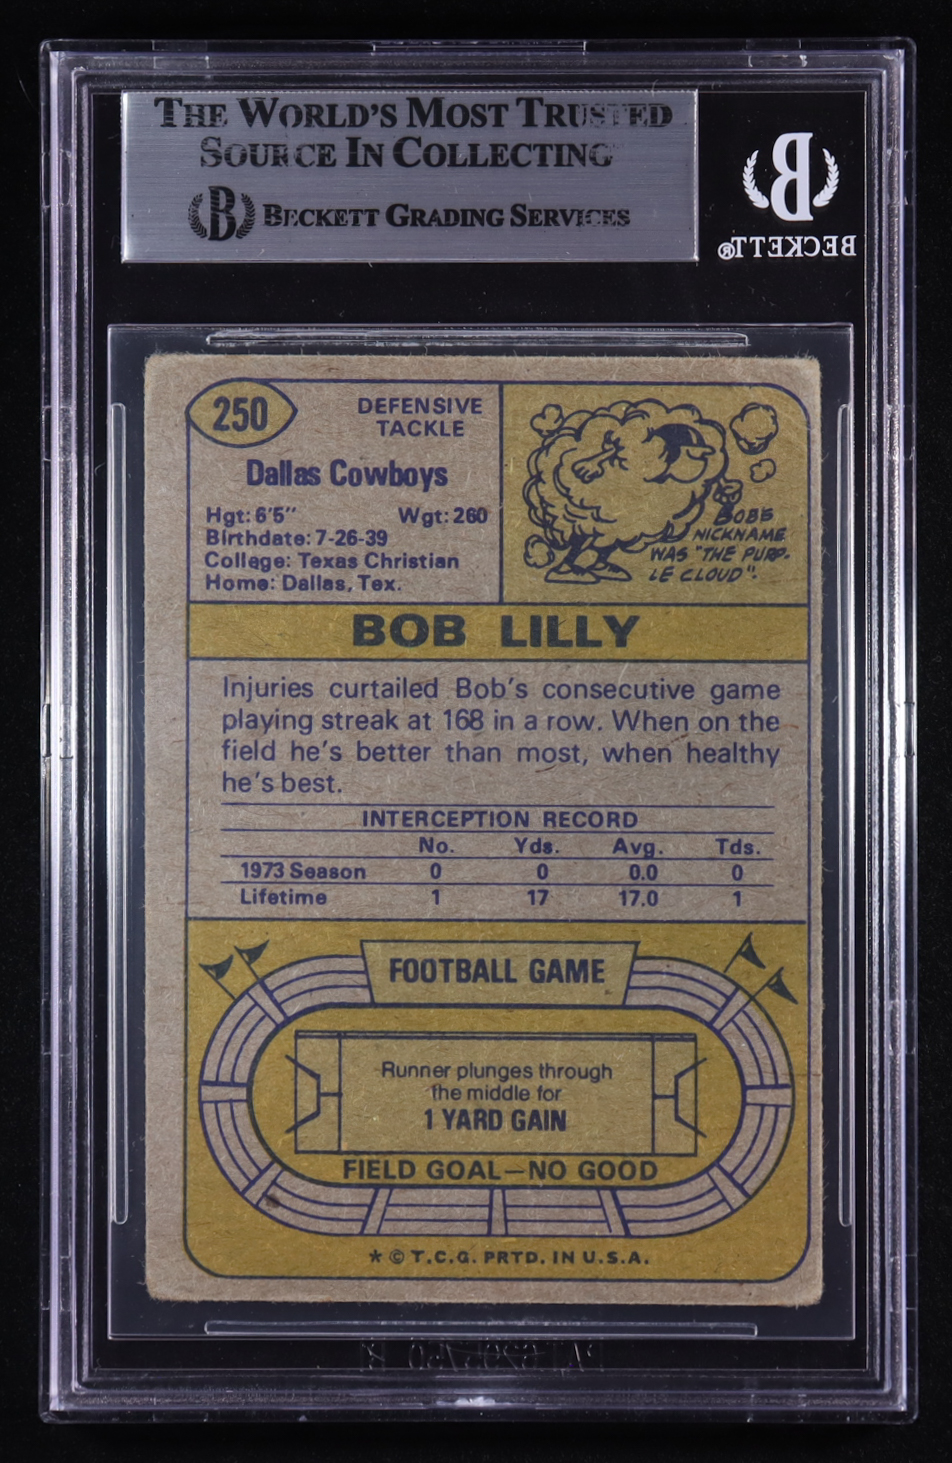 THE WORLD'S MOST TRUSTED
SOURCE IN COLLECTING
B BECKETT GRADING SERVICES
B
BECKETT®
250
DEFENSIVE
TACKLE
Dallas Cowboys
Hgt: 6'5" Wgt: 260
Birthdate: 7-26-39
College: Texas Christian
Home: Dallas, Tex.
BOB'S
NICKNAME
WAS "THE PURP-
LE CLOUD".
BOB LILLY
Injuries curtailed Bob's consecutive game
playing streak at 168 in a row. When on the
field he's better than most, when healthy
he's best.
INTERCEPTION RECORD
No. Yds. Avg. Tds.
1973 Season 0 0 0.0 0
Lifetime 1 17 17.0 1
FOOTBALL GAME
Runner plunges through
the middle for
1 YARD GAIN
FIELD GOAL—NO GOOD
* © T.C.G. PRTD. IN U.S.A.